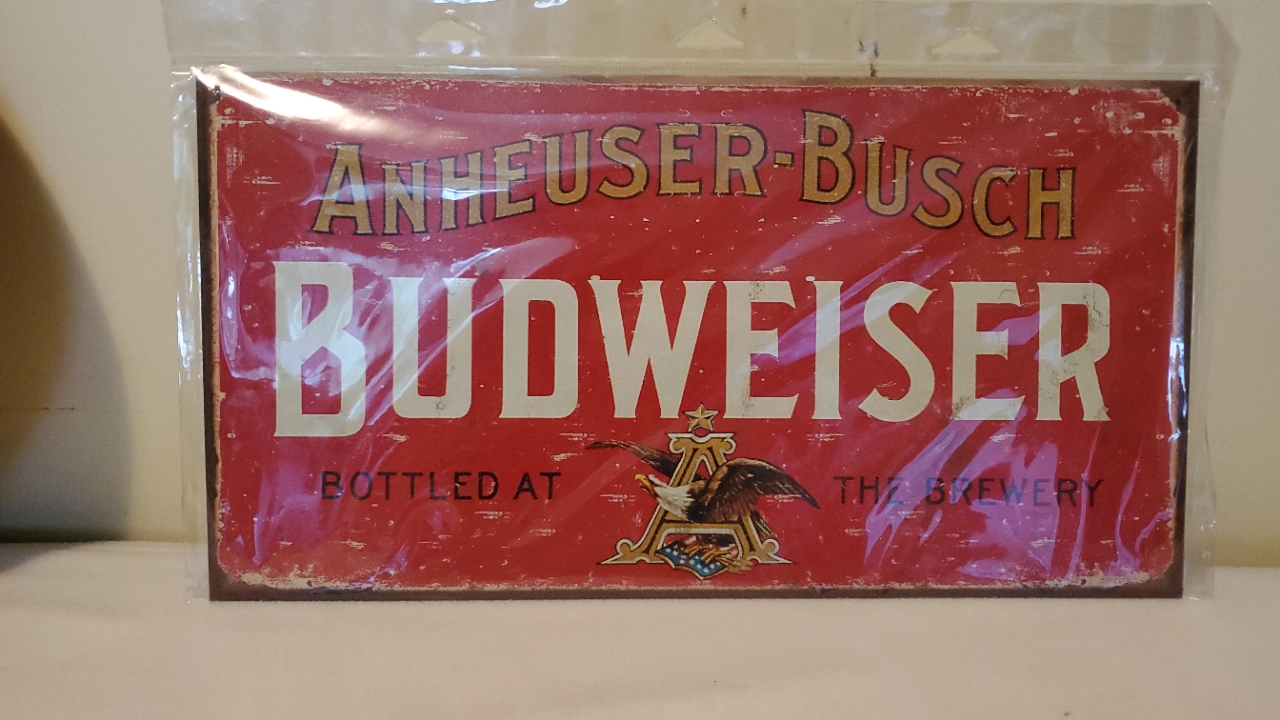 ANHEUSER-BUSCH
BUDWEISER
A
BOTTLED AT THE BREWERY